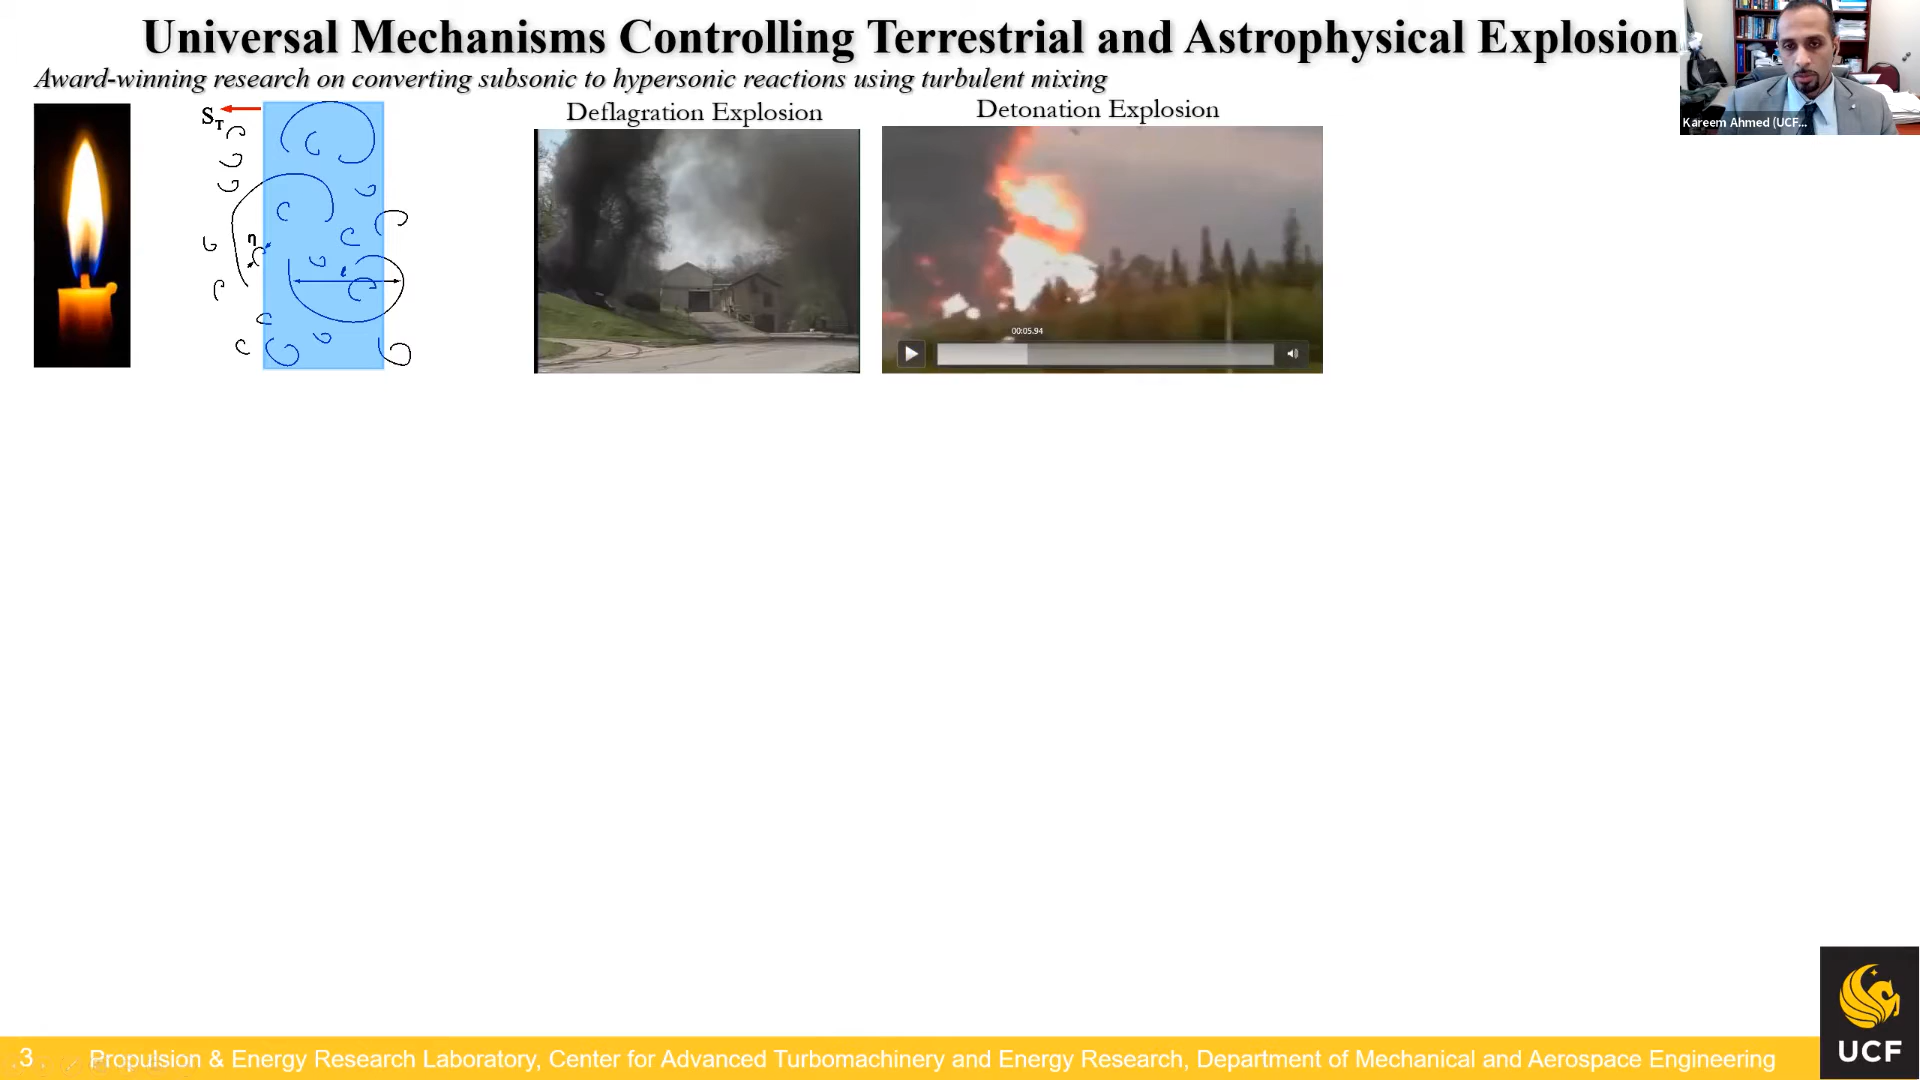 Universal Mechanisms Controlling Terrestrial and Astrophysical Explosion
Award-winning research on converting subsonic to hypersonic reactions using turbulent mixing
Kareem Ahmed (UCF...
Deflagration Explosion
Detonation Explosion
S_T
η
ℓ
00:05.94
3
Propulsion & Energy Research Laboratory, Center for Advanced Turbomachinery and Energy Research, Department of Mechanical and Aerospace Engineering
UCF